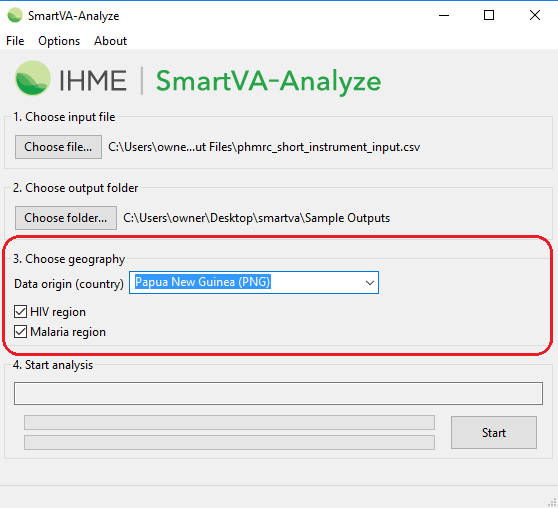 SmartVA-Analyze
File Options About
IHME | SmartVA-Analyze
1. Choose input file
Choose file... C:\Users\owne...ut Files\phmrc_short_instrument_input.csv
2. Choose output folder
Choose folder... C:\Users\owner\Desktop\smartva\Sample Outputs
3. Choose geography
Data origin (country) Papua New Guinea (PNG)
HIV region
Malaria region
4. Start analysis
Start